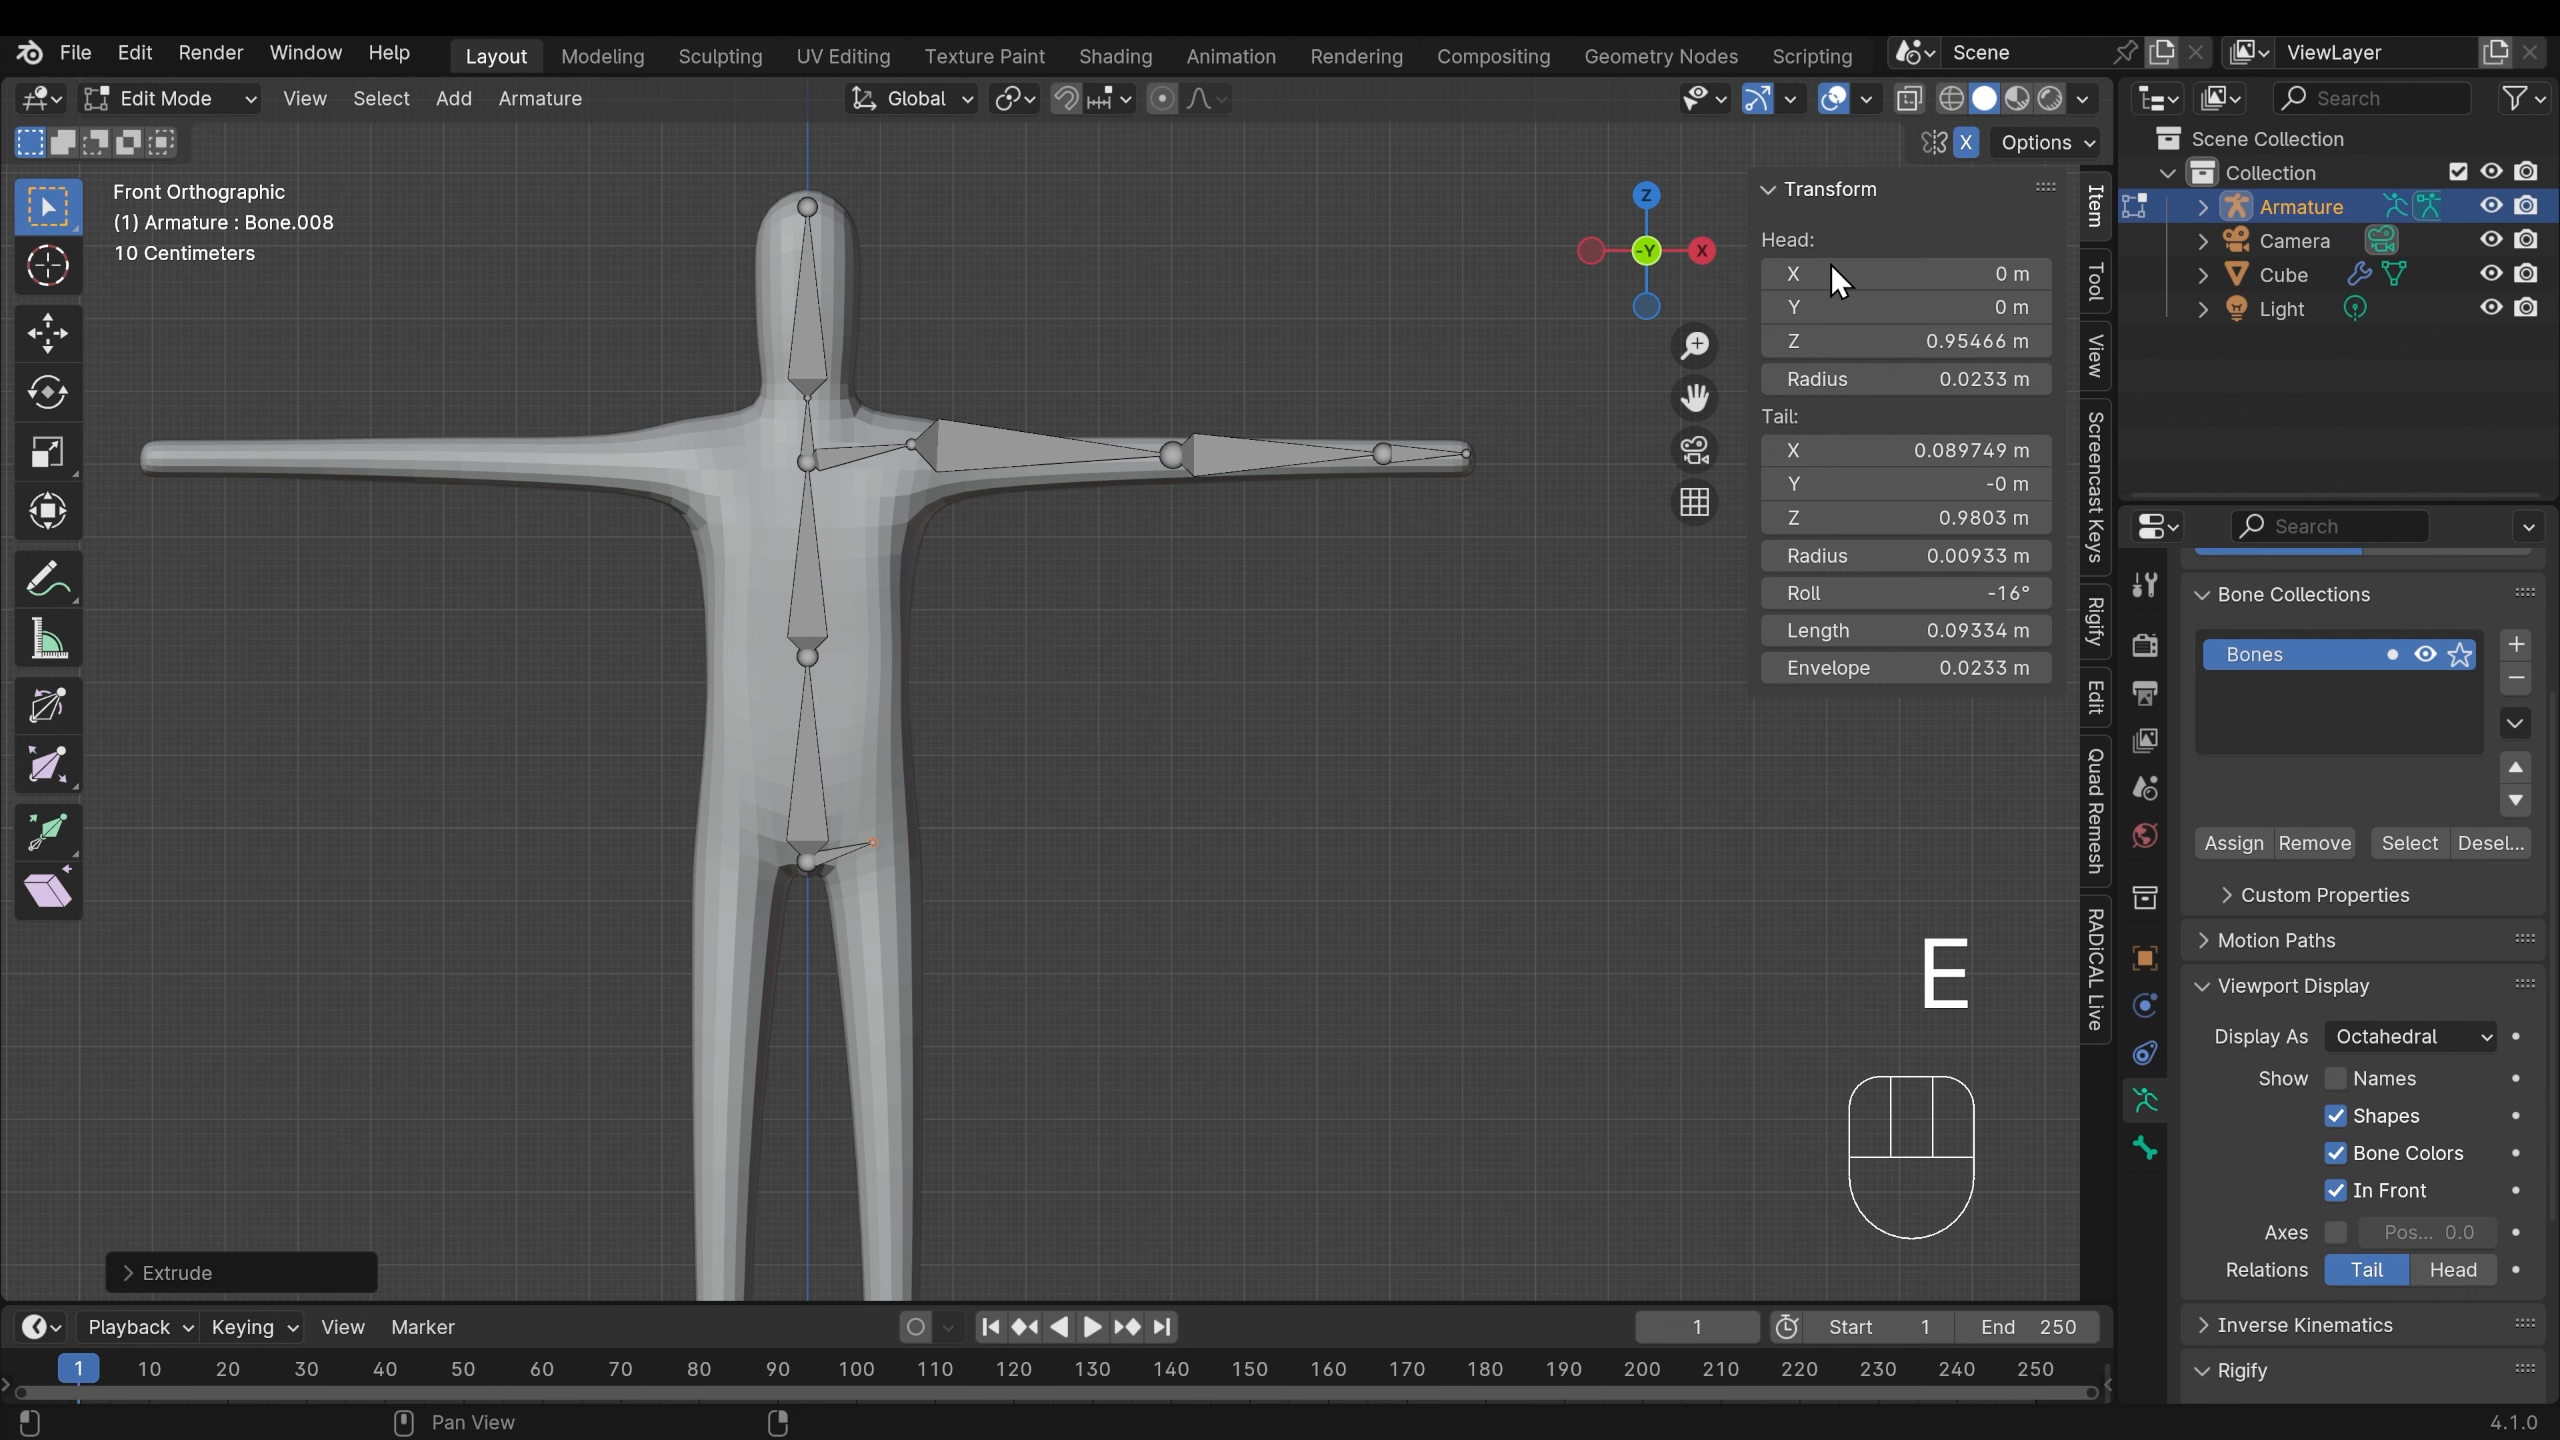 File Edit Render Window Help Layout Modeling Sculpting UV Editing Texture Paint Shading Animation Rendering Compositing Geometry Nodes Scripting Scene ViewLayer
Edit Mode View Select Add Armature Global Search
X Options
Front Orthographic
(1) Armature : Bone.008
10 Centimeters
Z
-Y
X
Transform
Head:
X 0 m
Y 0 m
Z 0.95466 m
Radius 0.0233 m
Tail:
X 0.089749 m
Y -0 m
Z 0.9803 m
Radius 0.00933 m
Roll -16°
Length 0.09334 m
Envelope 0.0233 m
Item
Tool
View
Screencast Keys
Rigify
Edit
Quad Remesh
RADiCAL Live
Scene Collection
Collection
Armature
Camera
Cube
Light
Search
Bone Collections
Bones
Assign Remove Select Desel...
Custom Properties
Motion Paths
Viewport Display
Display As Octahedral
Show Names
Shapes
Bone Colors
In Front
Axes Pos... 0.0
Relations Tail Head
Inverse Kinematics
Rigify
E
Extrude
Playback Keying View Marker 1 Start 1 End 250
1 10 20 30 40 50 60 70 80 90 100 110 120 130 140 150 160 170 180 190 200 210 220 230 240 250
Pan View 4.1.0